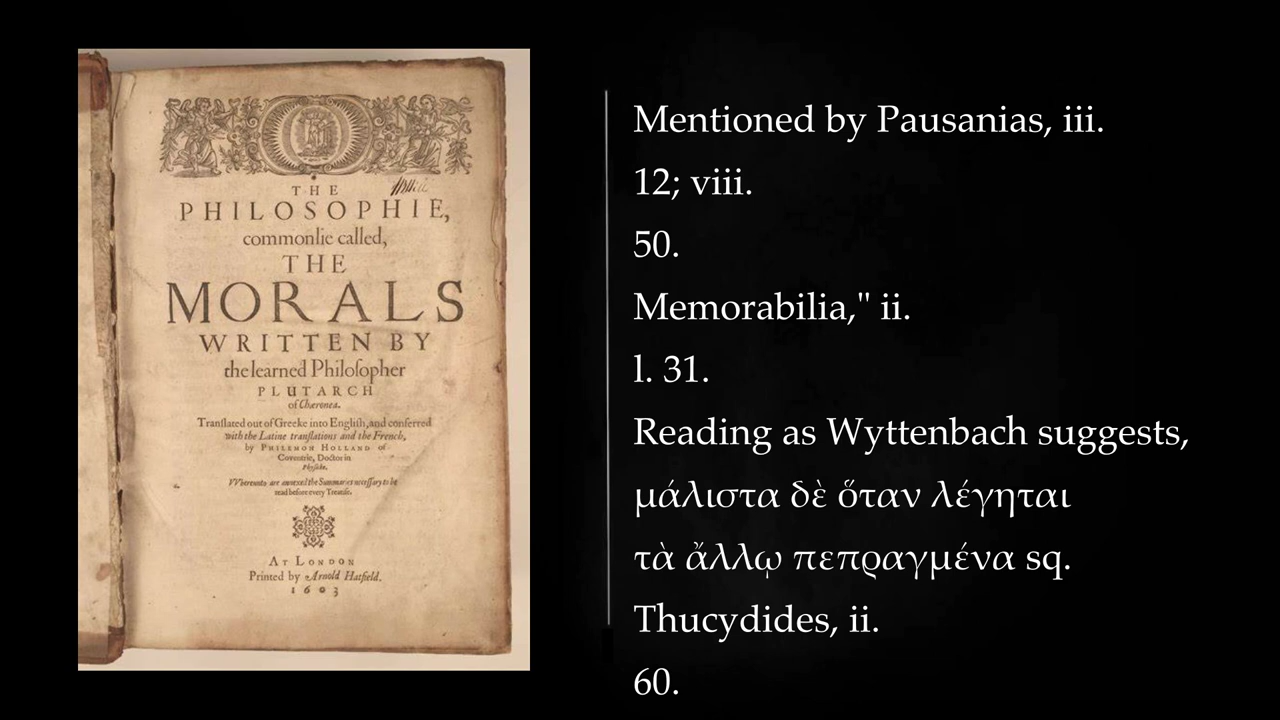 THE
PHILOSOPHIE,
commonlie called,
THE
MORALS
WRITTEN BY
the learned Philosopher
PLUTARCH
of Chæronea.
Translated out of Greeke into English, and conferred
with the Latine translations and the French,
by PHILEMON HOLLAND of
Coventrie, Doctor in
Physicke.
VVhereunto are annexed the Summaries necessary to be
read before every Treatise.
AT LONDON
Printed by Arnold Hatfield.
1603
Mentioned by Pausanias, iii.
12; viii.
50.
Memorabilia," ii.
l. 31.
Reading as Wyttenbach suggests,
μάλιστα δὲ ὅταν λέγηται
τὰ ἄλλῳ πεπραγμένα sq.
Thucydides, ii.
60.